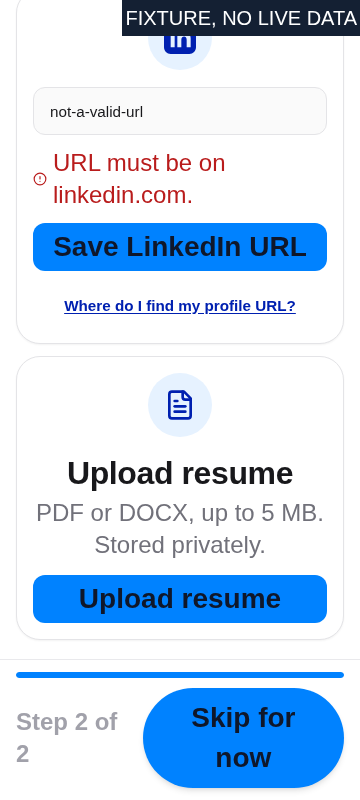 FIXTURE, NO LIVE DATA
in
not-a-valid-url
URL must be on
linkedin.com.
Save LinkedIn URL
Where do I find my profile URL?
Upload resume
PDF or DOCX, up to 5 MB.
Stored privately.
Upload resume
Step 2 of
2
Skip for
now